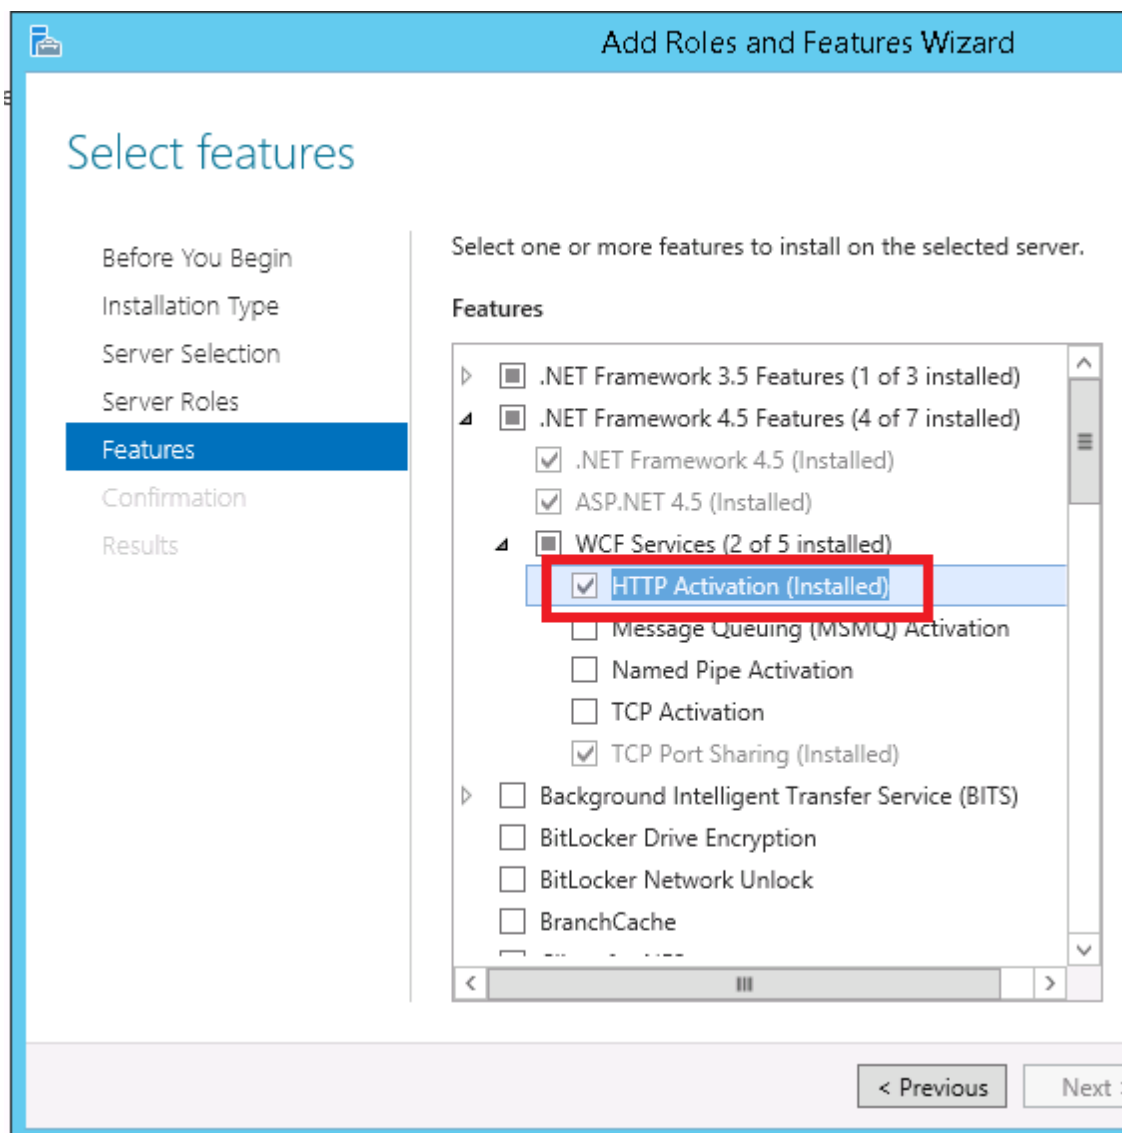 Add Roles and Features Wizard
Select features
Before You Begin
Installation Type
Server Selection
Server Roles
Features
Confirmation
Results
Select one or more features to install on the selected server.
Features
.NET Framework 3.5 Features (1 of 3 installed)
.NET Framework 4.5 Features (4 of 7 installed)
.NET Framework 4.5 (Installed)
ASP.NET 4.5 (Installed)
WCF Services (2 of 5 installed)
HTTP Activation (Installed)
Message Queuing (MSMQ) Activation
Named Pipe Activation
TCP Activation
TCP Port Sharing (Installed)
Background Intelligent Transfer Service (BITS)
BitLocker Drive Encryption
BitLocker Network Unlock
BranchCache
< Previous
Next >